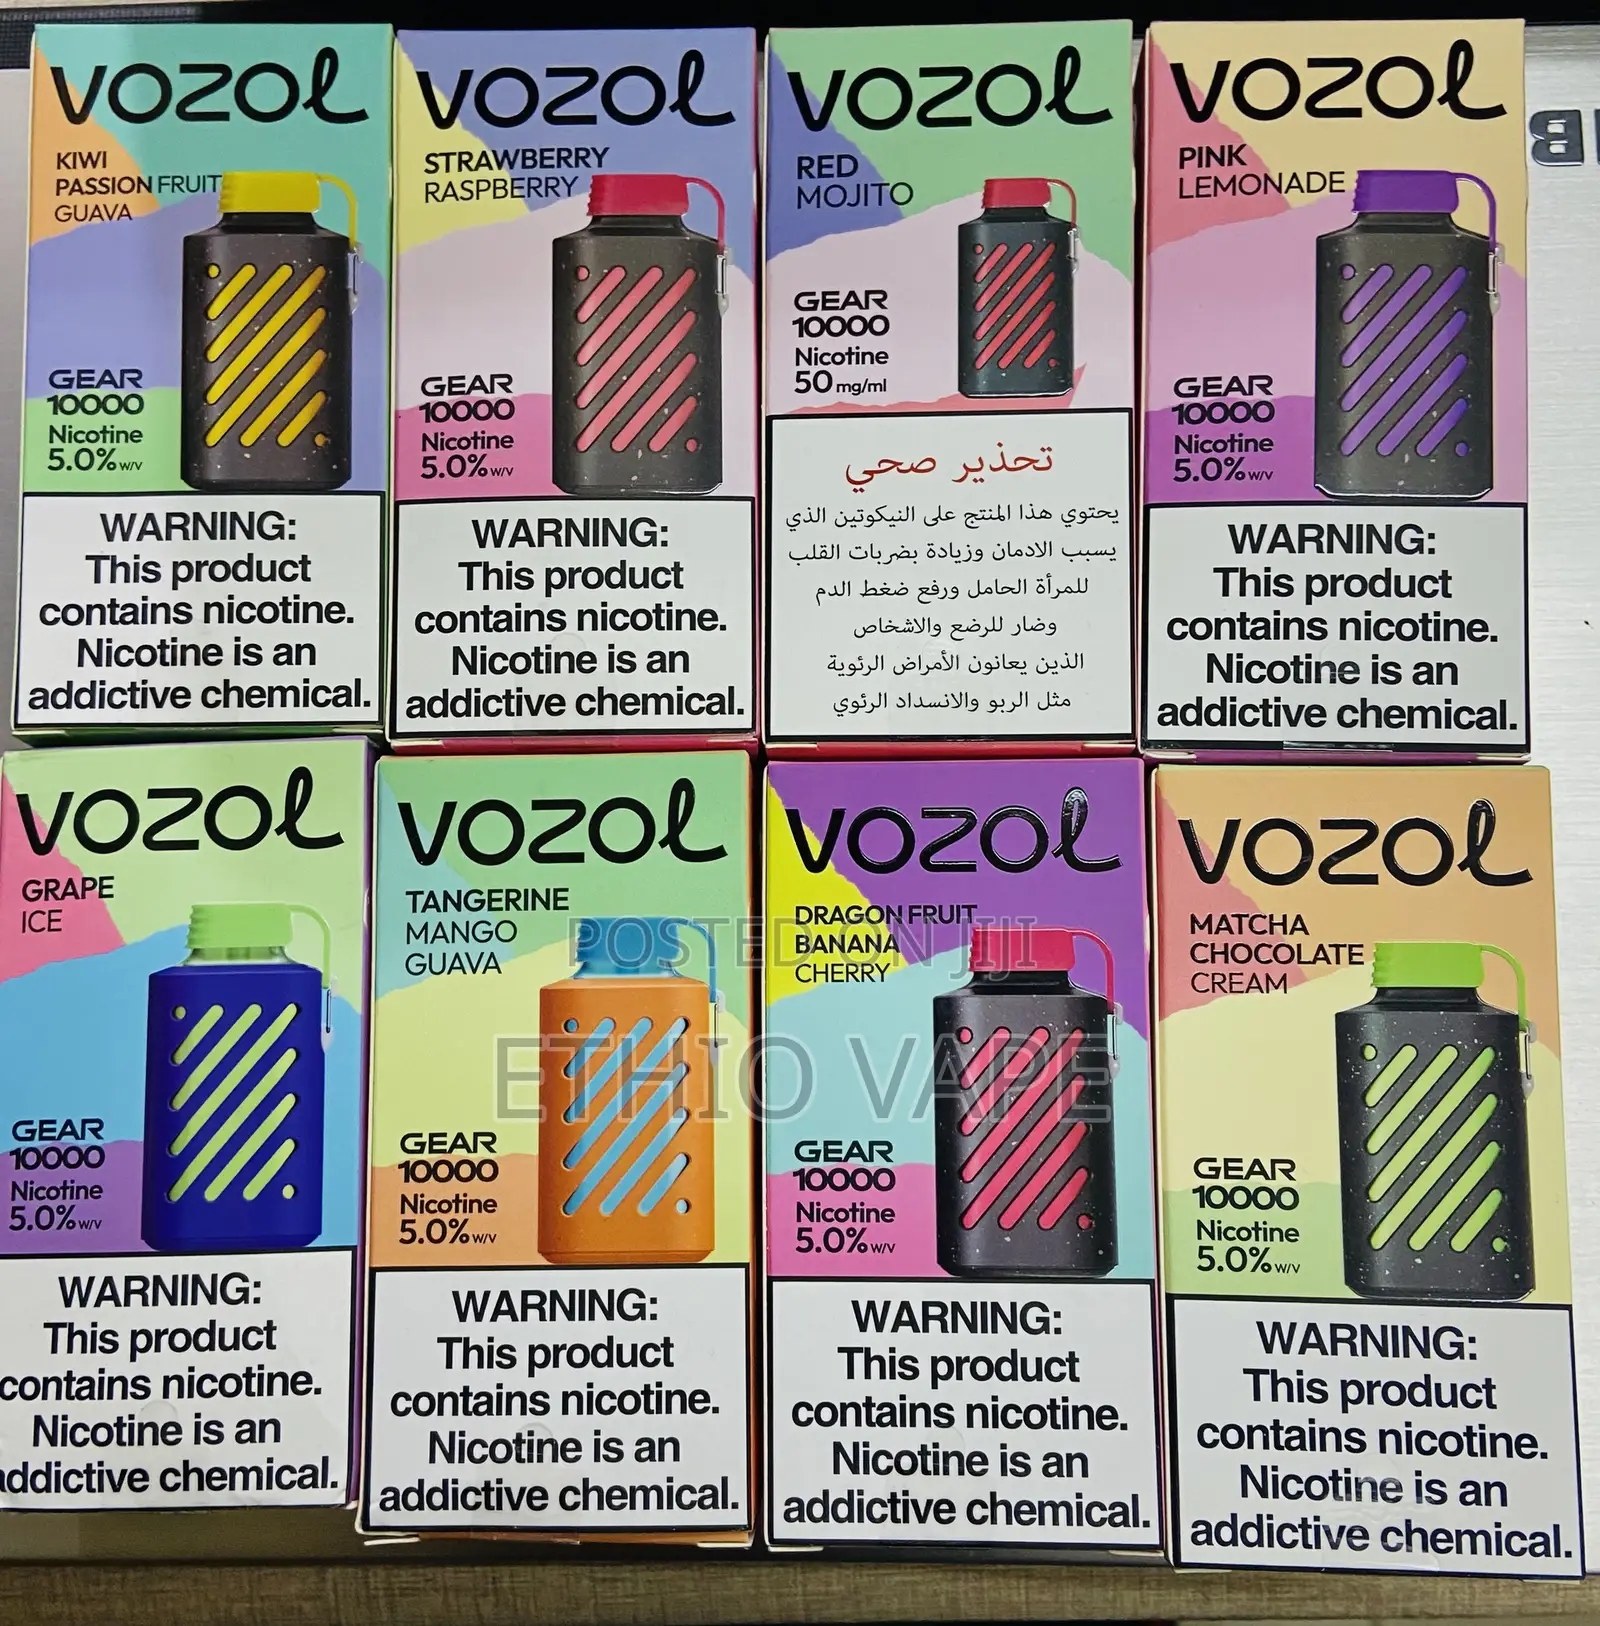 VOZOL
KIWI
PASSION FRUIT
GUAVA
GEAR
10000
Nicotine
5.0% W/V
WARNING:
This product
contains nicotine.
Nicotine is an
addictive chemical.
VOZOL
STRAWBERRY
RASPBERRY
GEAR
10000
Nicotine
5.0% W/V
WARNING:
This product
contains nicotine.
Nicotine is an
addictive chemical.
VOZOL
RED
MOJITO
GEAR
10000
Nicotine
50 mg/ml
تحذير صحي
يحتوي هذا المنتج على النيكوتين الذي
يسبب الادمان وزيادة بضربات القلب
للمرأة الحامل ورفع ضغط الدم
وضار للرضع والاشخاص
الذين يعانون الأمراض الرئوية
مثل الربو والانسداد الرئوي
VOZOL
PINK
LEMONADE
GEAR
10000
Nicotine
5.0% W/V
WARNING:
This product
contains nicotine.
Nicotine is an
addictive chemical.
VOZOL
GRAPE
ICE
GEAR
10000
Nicotine
5.0% W/V
WARNING:
This product
contains nicotine.
Nicotine is an
addictive chemical.
VOZOL
TANGERINE
MANGO
GUAVA
GEAR
10000
Nicotine
5.0% W/V
WARNING:
This product
contains nicotine.
Nicotine is an
addictive chemical.
VOZOL
DRAGON FRUIT
BANANA
CHERRY
GEAR
10000
Nicotine
5.0% W/V
WARNING:
This product
contains nicotine.
Nicotine is an
addictive chemical.
VOZOL
MATCHA
CHOCOLATE
CREAM
GEAR
10000
Nicotine
5.0% W/V
WARNING:
This product
contains nicotine.
Nicotine is an
addictive chemical.
POSTED ON JIJI
ETHIO VAPE